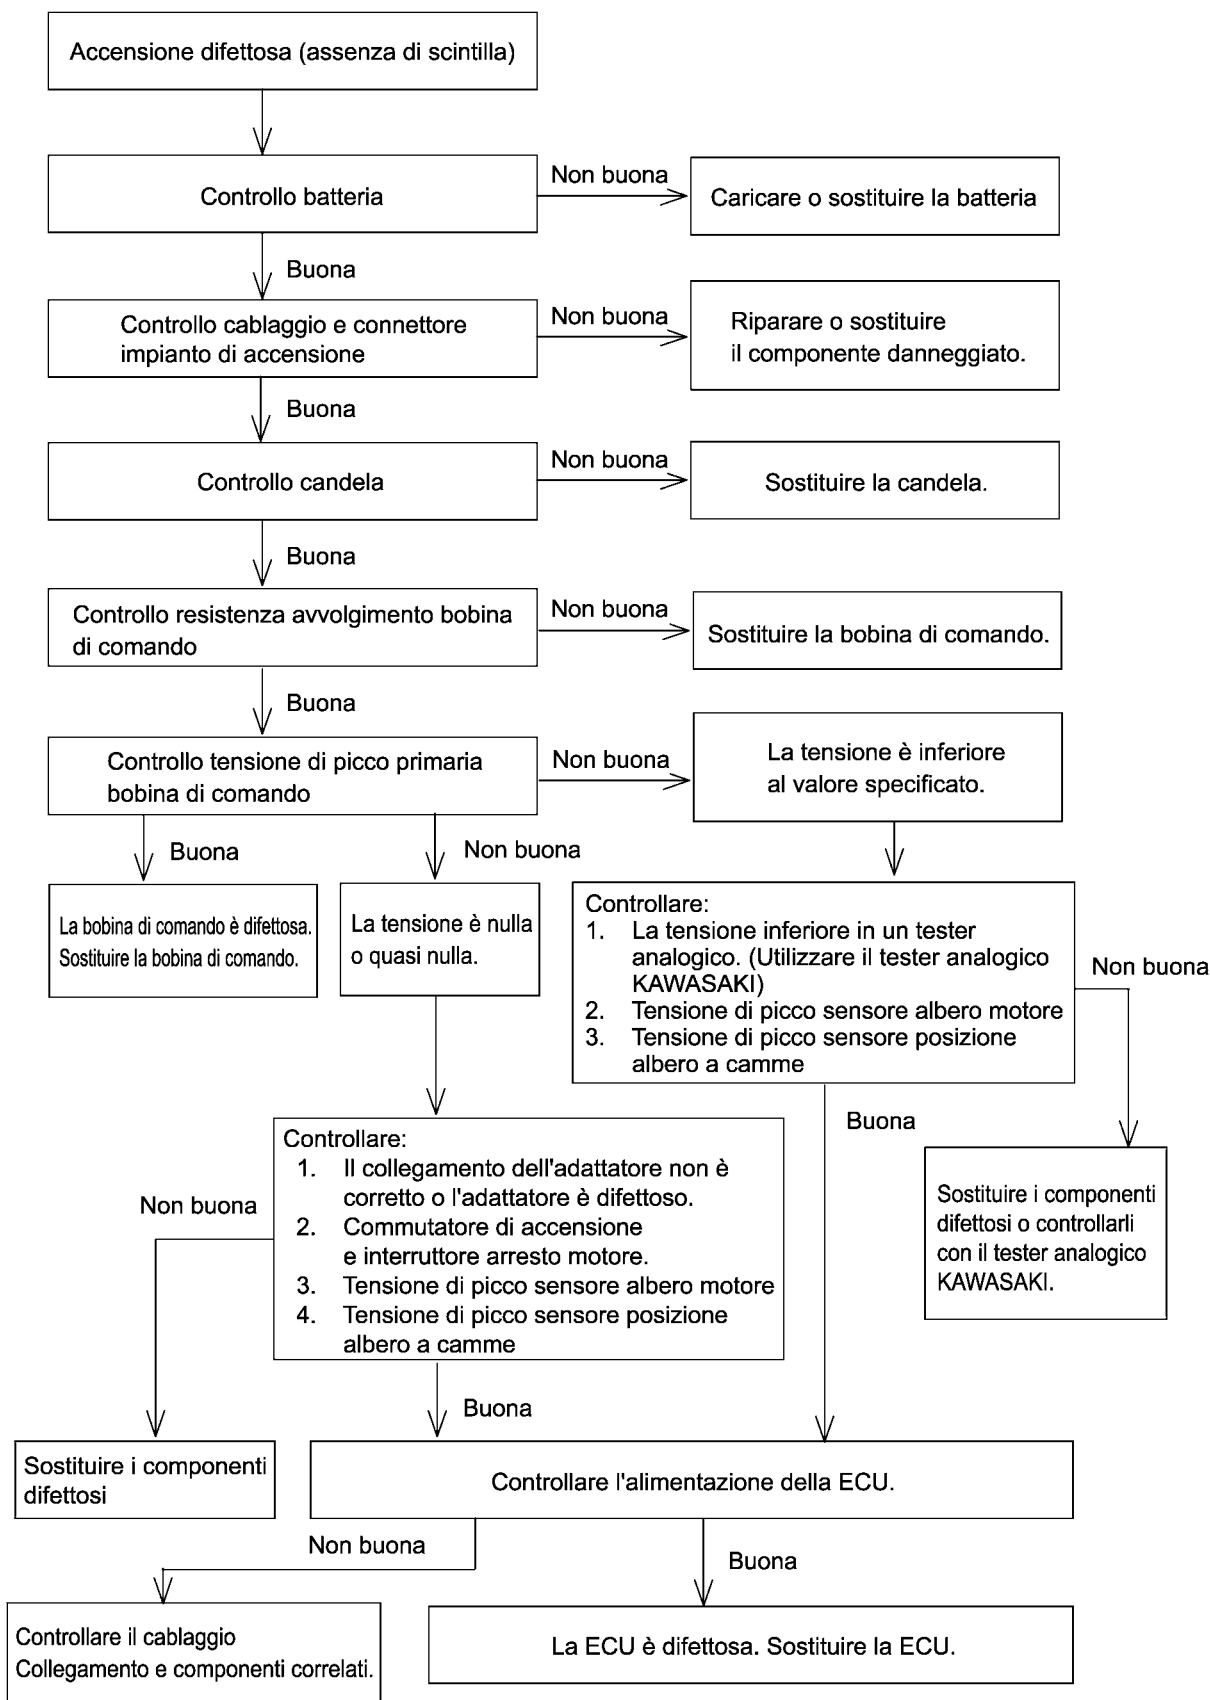 Accensione difettosa (assenza di scintilla)
Controllo batteria
Non buona
Caricare o sostituire la batteria
Buona
Controllo cablaggio e connettore
impianto di accensione
Non buona
Riparare o sostituire
il componente danneggiato.
Buona
Controllo candela
Non buona
Sostituire la candela.
Buona
Controllo resistenza avvolgimento bobina
di comando
Non buona
Sostituire la bobina di comando.
Buona
Controllo tensione di picco primaria
bobina di comando
Non buona
La tensione è inferiore
al valore specificato.
Buona
Non buona
La bobina di comando è difettosa.
Sostituire la bobina di comando.
La tensione è nulla
o quasi nulla.
Controllare:
1. La tensione inferiore in un tester
analogico. (Utilizzare il tester analogico
KAWASAKI)
2. Tensione di picco sensore albero motore
3. Tensione di picco sensore posizione
albero a camme
Non buona
Buona
Sostituire i componenti
difettosi o controllarli
con il tester analogico
KAWASAKI.
Controllare:
1. Il collegamento dell'adattatore non è
corretto o l'adattatore è difettoso.
2. Commutatore di accensione
e interruttore arresto motore.
3. Tensione di picco sensore albero motore
4. Tensione di picco sensore posizione
albero a camme
Non buona
Buona
Sostituire i componenti
difettosi
Controllare l'alimentazione della ECU.
Non buona
Buona
Controllare il cablaggio
Collegamento e componenti correlati.
La ECU è difettosa. Sostituire la ECU.